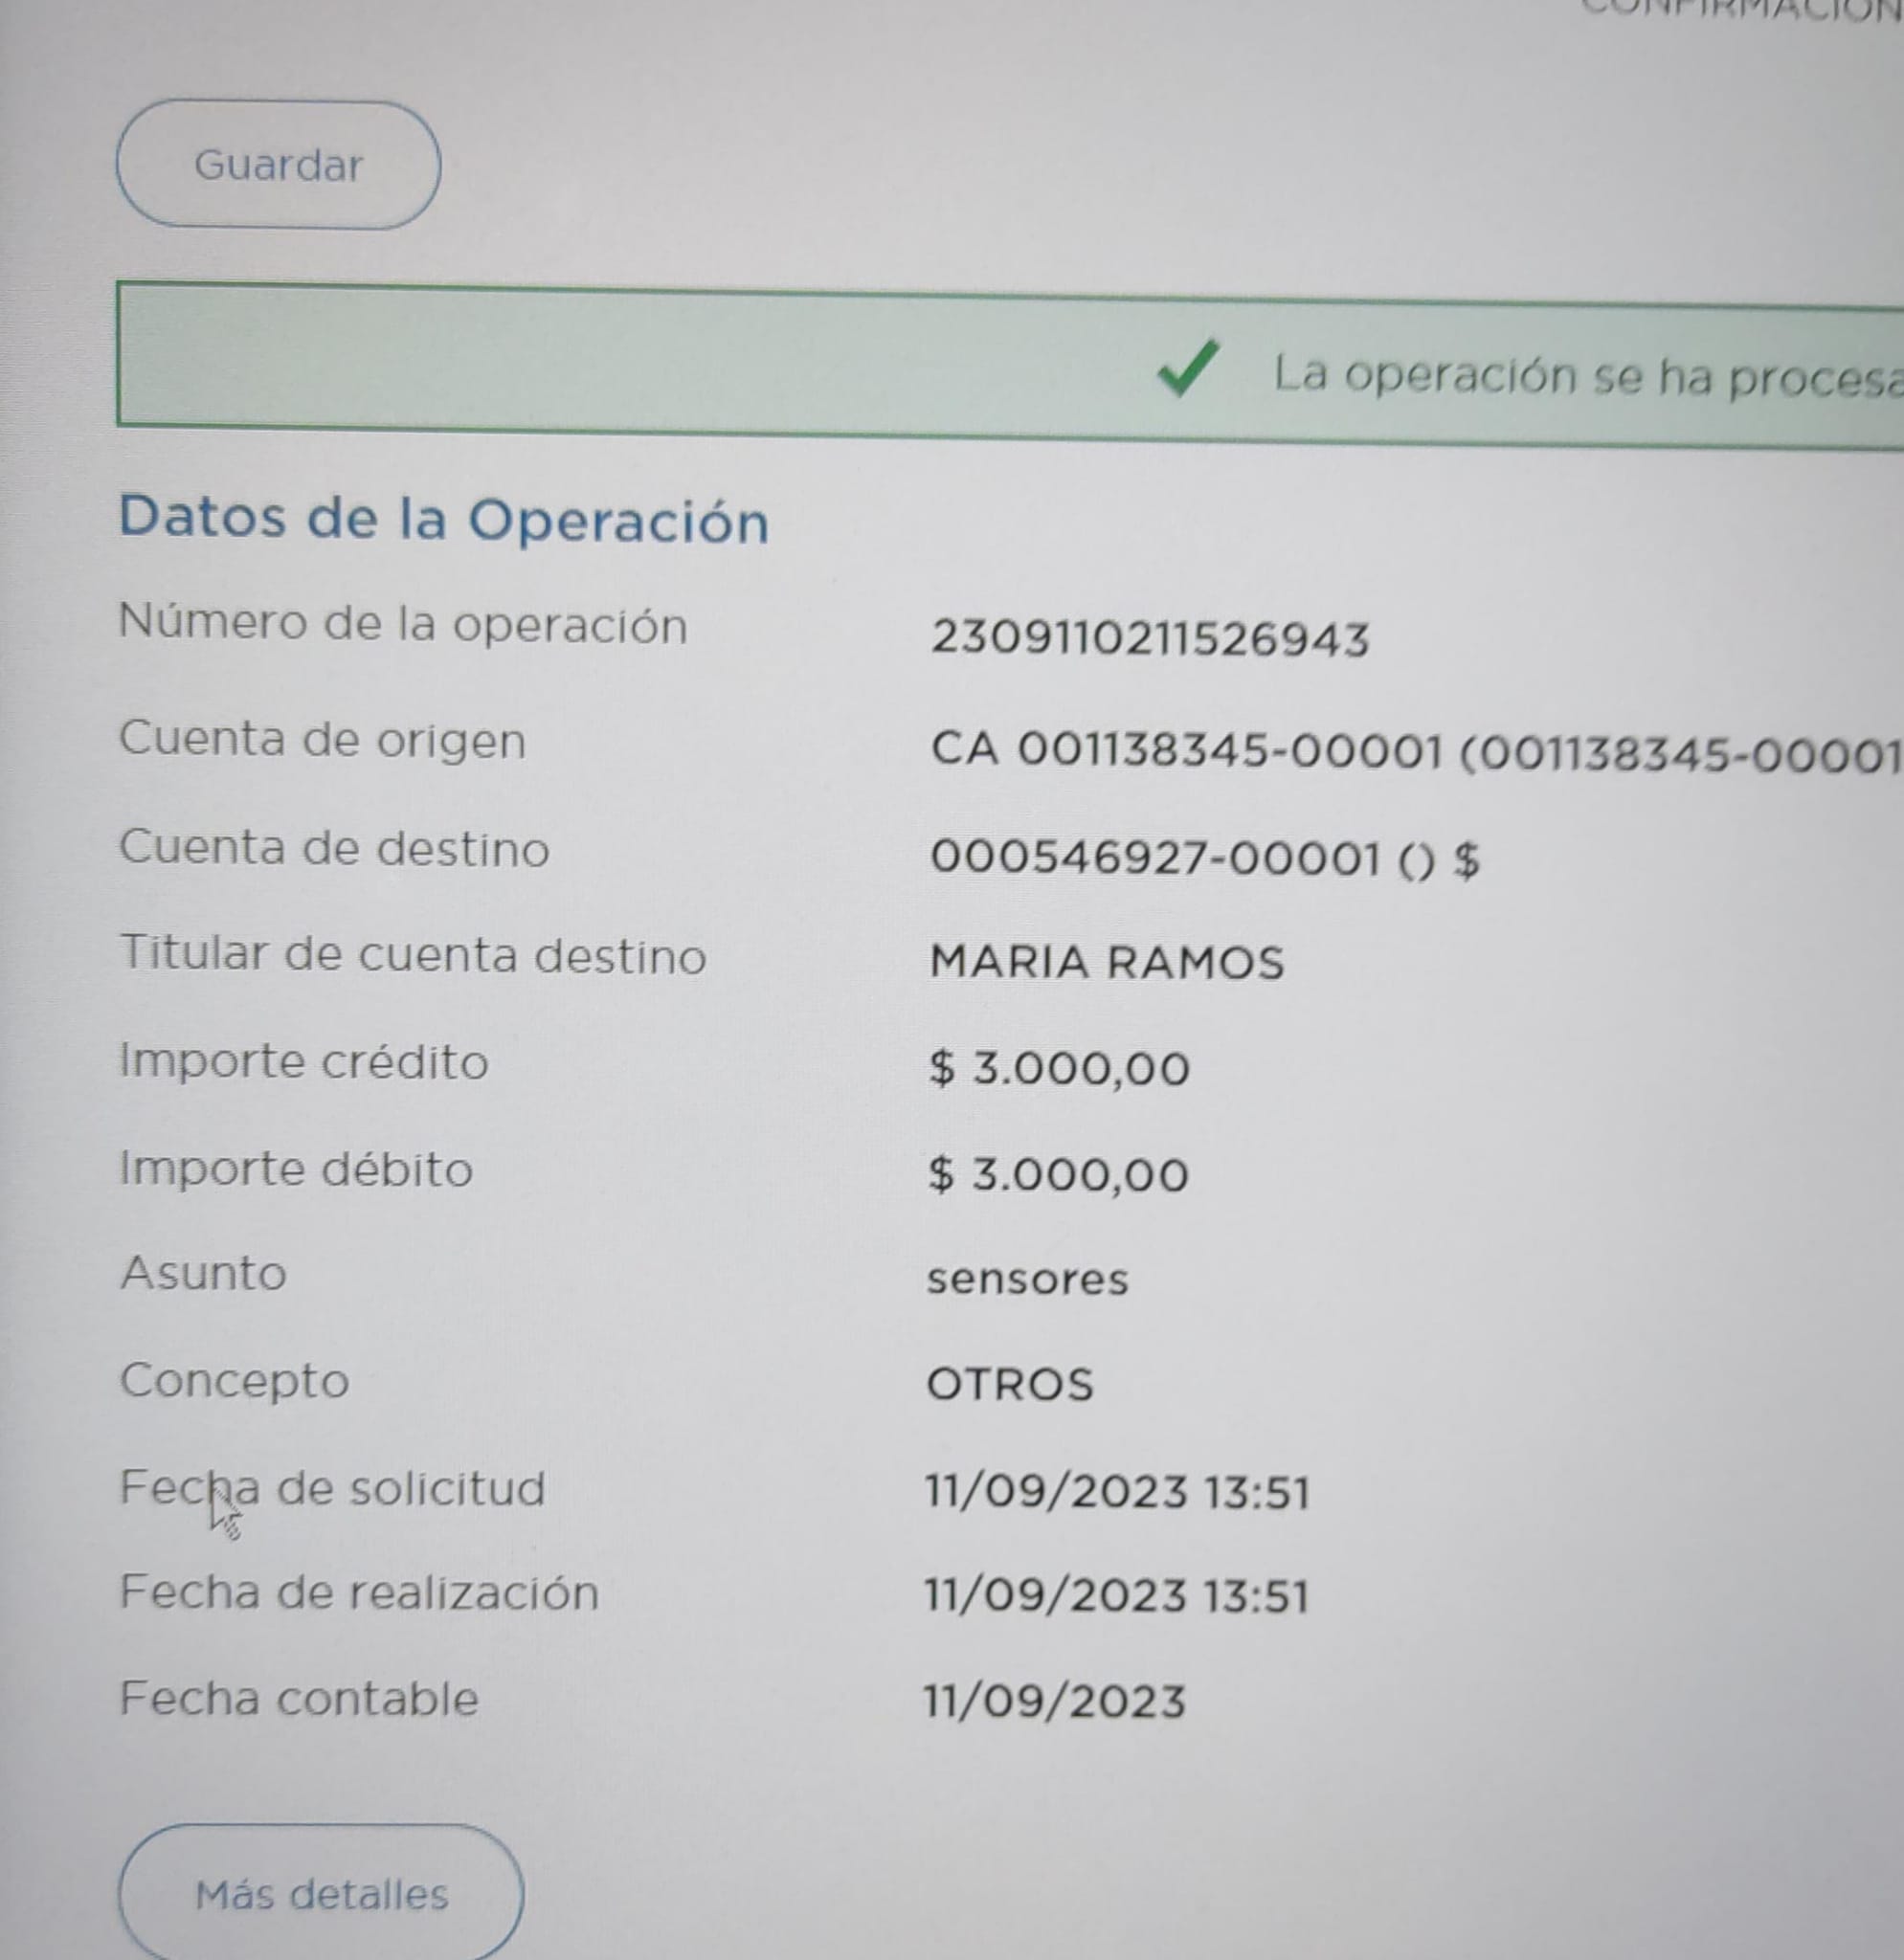 CONFIRMACIÓN
Guardar
La operación se ha
Datos de la Operación
Número de la operación 2309110211526943
Cuenta de origen CA 001138345-00001 (001138345-00001
Cuenta de destino 000546927-00001 () $
Titular de cuenta destino MARIA RAMOS
Importe crédito $ 3.000,00
Importe débito $ 3.000,00
Asunto sensores
Concepto OTROS
Fecha de solicitud 11/09/2023 13:51
Fecha de realización 11/09/2023 13:51
Fecha contable 11/09/2023
Más detalles